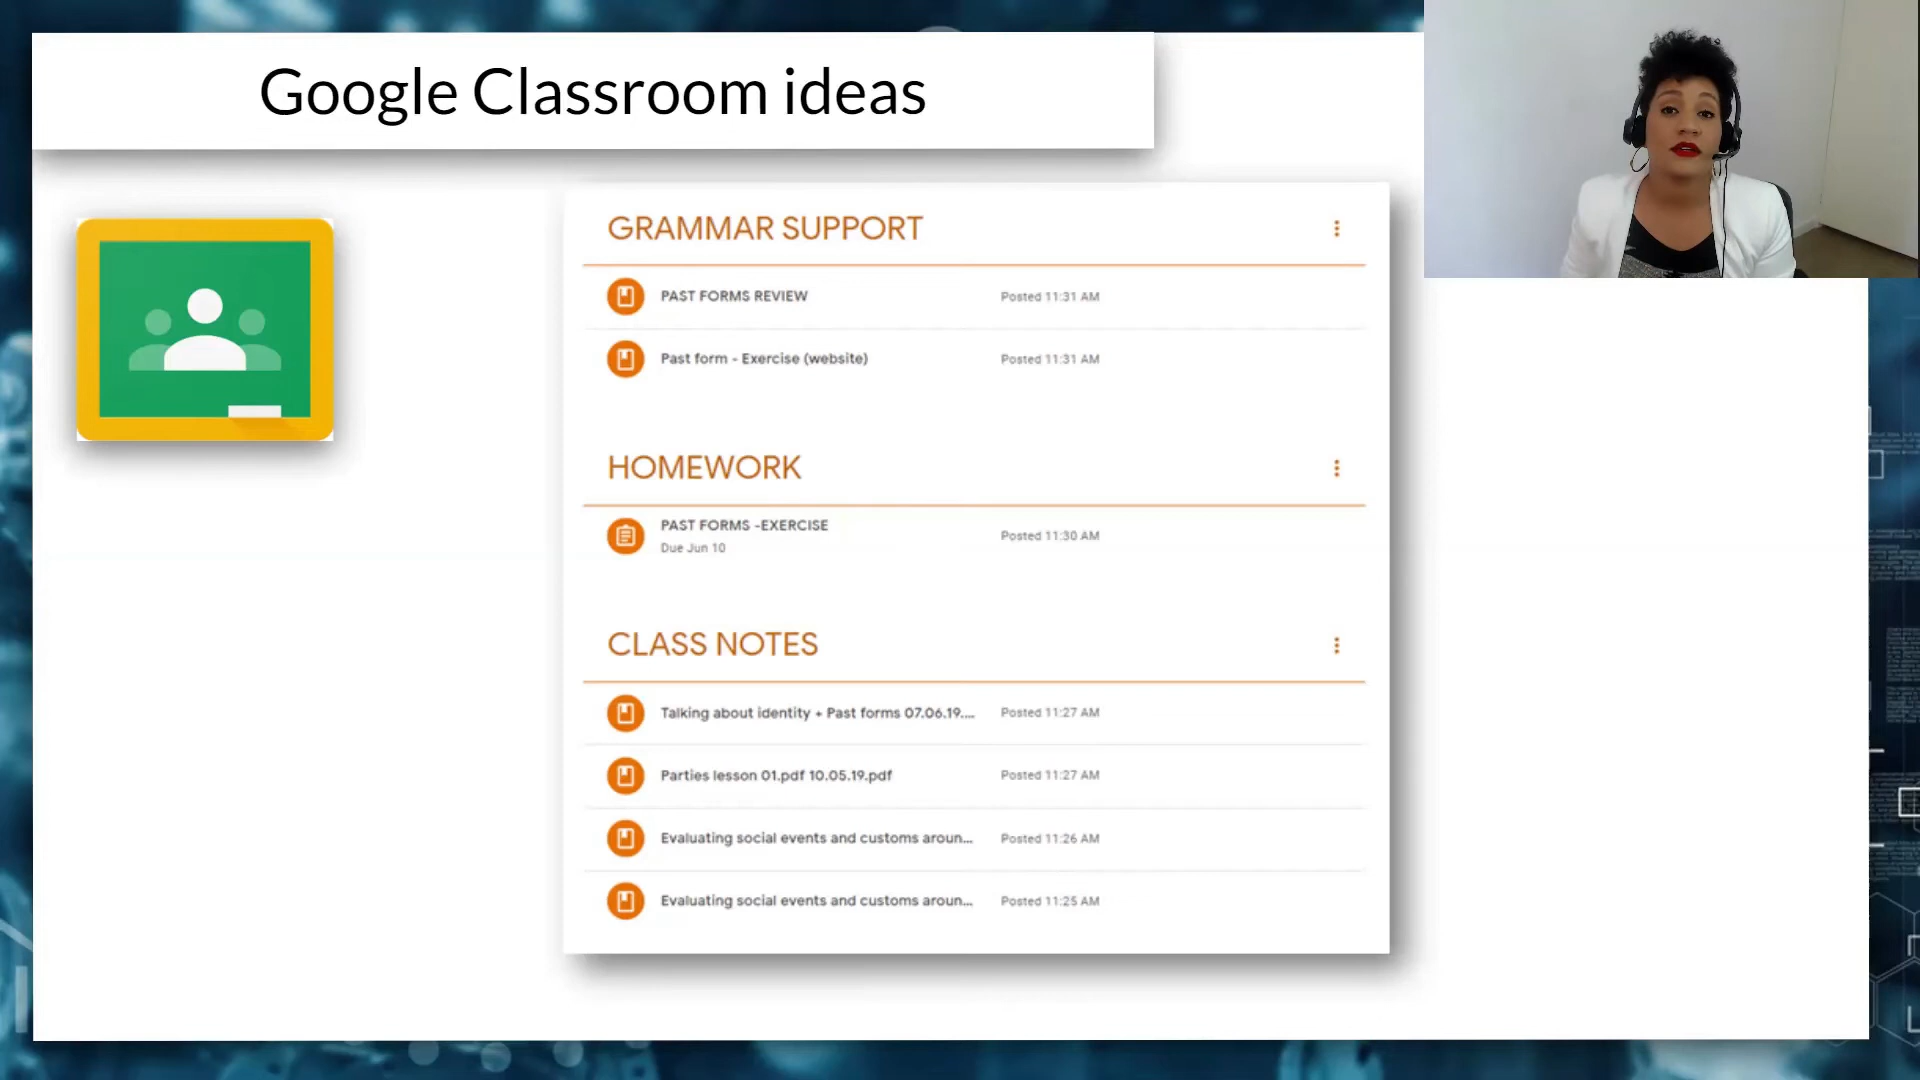 Google Classroom ideas
GRAMMAR SUPPORT
PAST FORMS REVIEW Posted 11:31 AM
Past form - Exercise (website) Posted 11:31 AM
HOMEWORK
PAST FORMS -EXERCISE Posted 11:30 AM
Due Jun 10
CLASS NOTES
Talking about identity + Past forms 07.06.19.... Posted 11:27 AM
Parties lesson 01.pdf 10.05.19.pdf Posted 11:27 AM
Evaluating social events and customs aroun... Posted 11:26 AM
Evaluating social events and customs aroun... Posted 11:25 AM